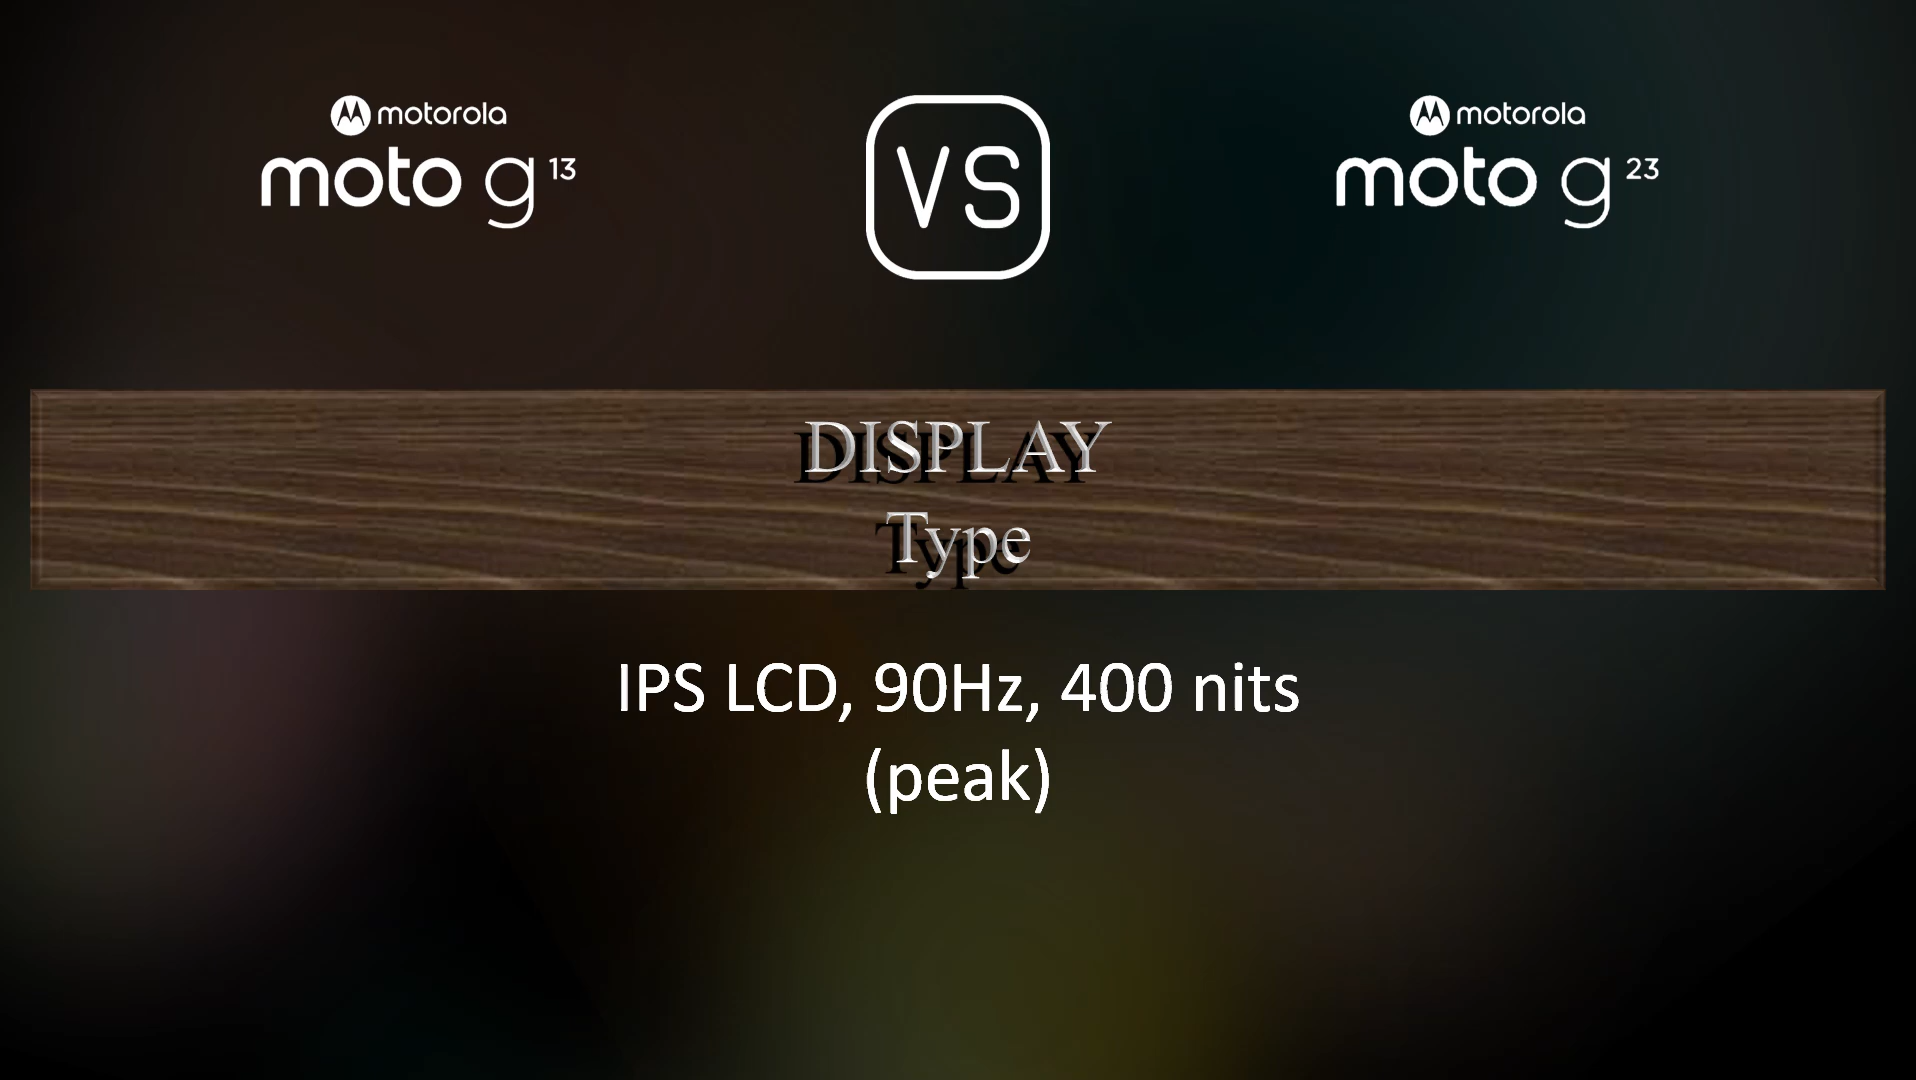 motorola
moto g 13
VS
motorola
moto g 23
DISPLAY
Type
IPS LCD, 90Hz, 400 nits
(peak)